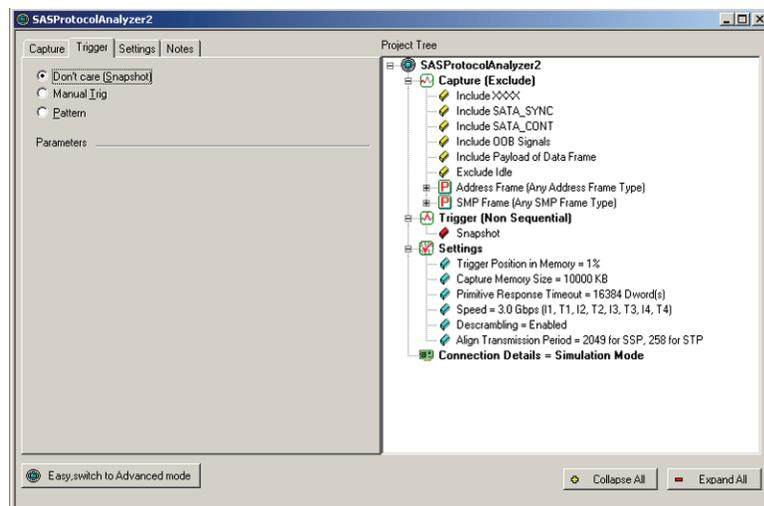 SASProtocolAnalyzer2
Capture Trigger Settings Notes
Don't care (Snapshot)
Manual Trig
Pattern
Parameters
Project Tree
SASProtocolAnalyzer2
Capture (Exclude)
Include XXXX
Include SATA_SYNC
Include SATA_CONT
Include OOB Signals
Include Payload of Data Frame
Exclude Idle
Address Frame (Any Address Frame Type)
SMP Frame (Any SMP Frame Type)
Trigger (Non Sequential)
Snapshot
Settings
Trigger Position in Memory = 1%
Capture Memory Size = 10000 KB
Primitive Response Timeout = 16384 Dword(s)
Speed = 3.0 Gbps (I1, T1, I2, T2, I3, T3, I4, T4)
Descrambling = Enabled
Align Transmission Period = 2049 for SSP, 258 for STP
Connection Details = Simulation Mode
Easy,switch to Advanced mode
Collapse All
Expand All